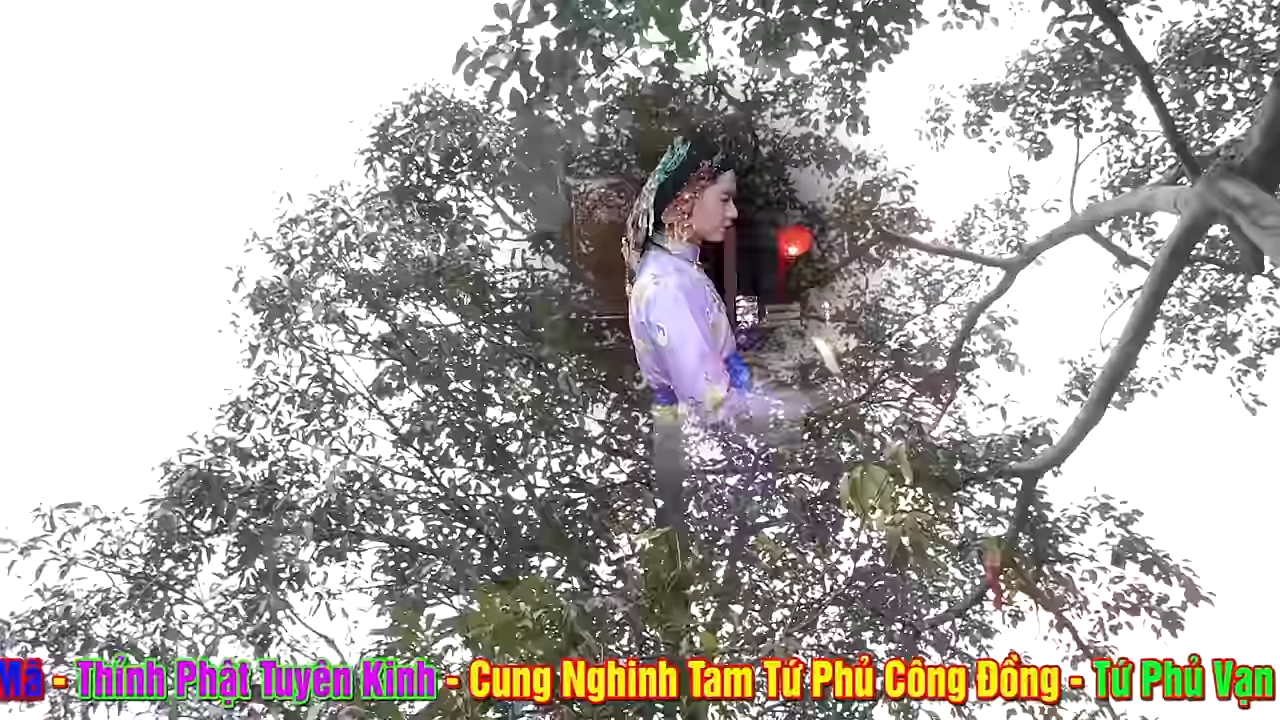 Mã - Thỉnh Phật Tuyên Kinh - Cung Nghinh Tam Tứ Phủ Công Đồng - Tứ Phủ Vạn